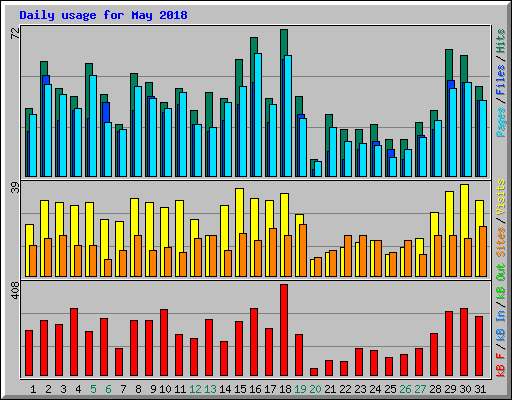 Daily usage for May 2018
72
Pages / Files / Hits
39
Sites / Visits
408
kB F / kB In / kB Out
1 2 3 4 5 6 7 8 9 10 11 12 13 14 15 16 17 18 19 20 21 22 23 24 25 26 27 28 29 30 31